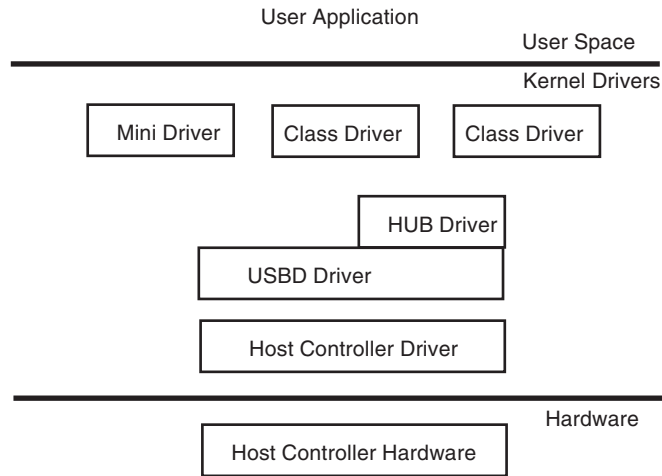 User Application
User Space
Kernel Drivers
Mini Driver
Class Driver
Class Driver
HUB Driver
USBD Driver
Host Controller Driver
Hardware
Host Controller Hardware